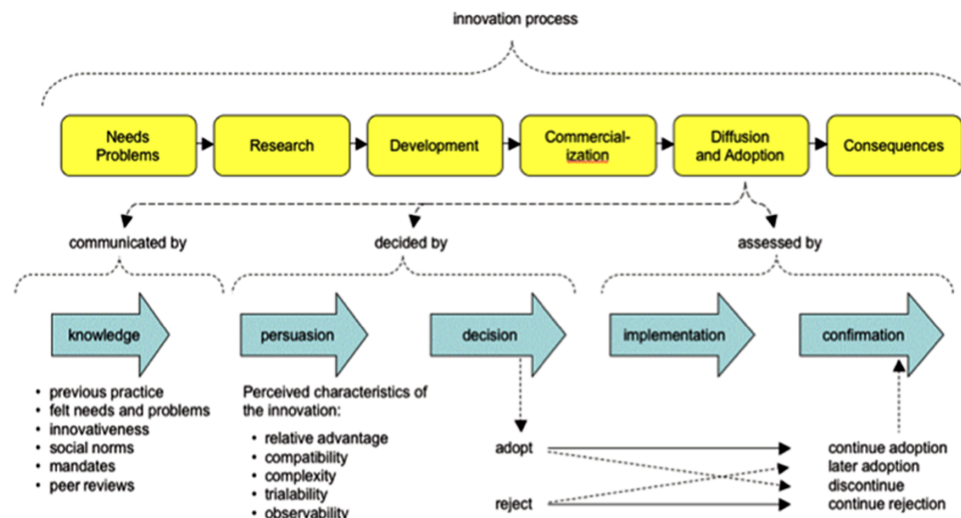 innovation process
Needs
Problems
Research
Development
Commercial-
ization
Diffusion
and Adoption
Consequences
communicated by
decided by
assessed by
knowledge
persuasion
decision
implementation
confirmation
• previous practice
• felt needs and problems
• innovativeness
• social norms
• mandates
• peer reviews
Perceived characteristics of
the innovation:
• relative advantage
• compatibility
• complexity
• trialability
• observability
adopt
reject
continue adoption
later adoption
discontinue
continue rejection